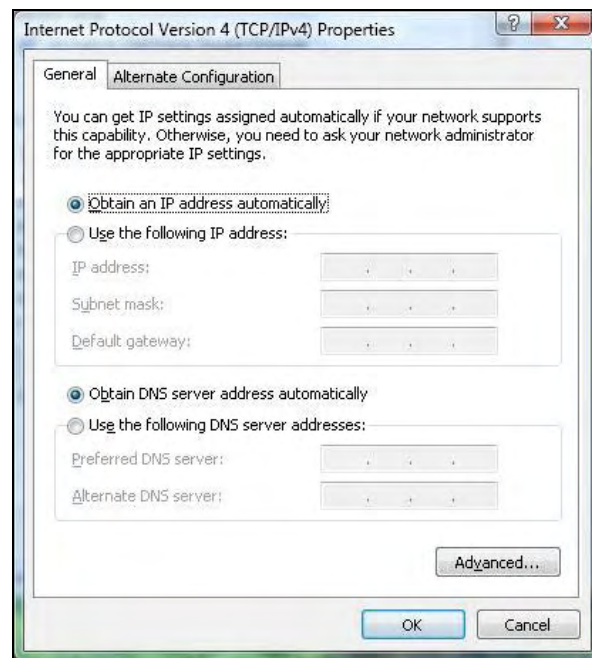 Internet Protocol Version 4 (TCP/IPv4) Properties
?
X
General
Alternate Configuration
You can get IP settings assigned automatically if your network supports
this capability. Otherwise, you need to ask your network administrator
for the appropriate IP settings.
Obtain an IP address automatically
Use the following IP address:
IP address:
Subnet mask:
Default gateway:
Obtain DNS server address automatically
Use the following DNS server addresses:
Preferred DNS server:
Alternate DNS server:
Advanced...
OK
Cancel